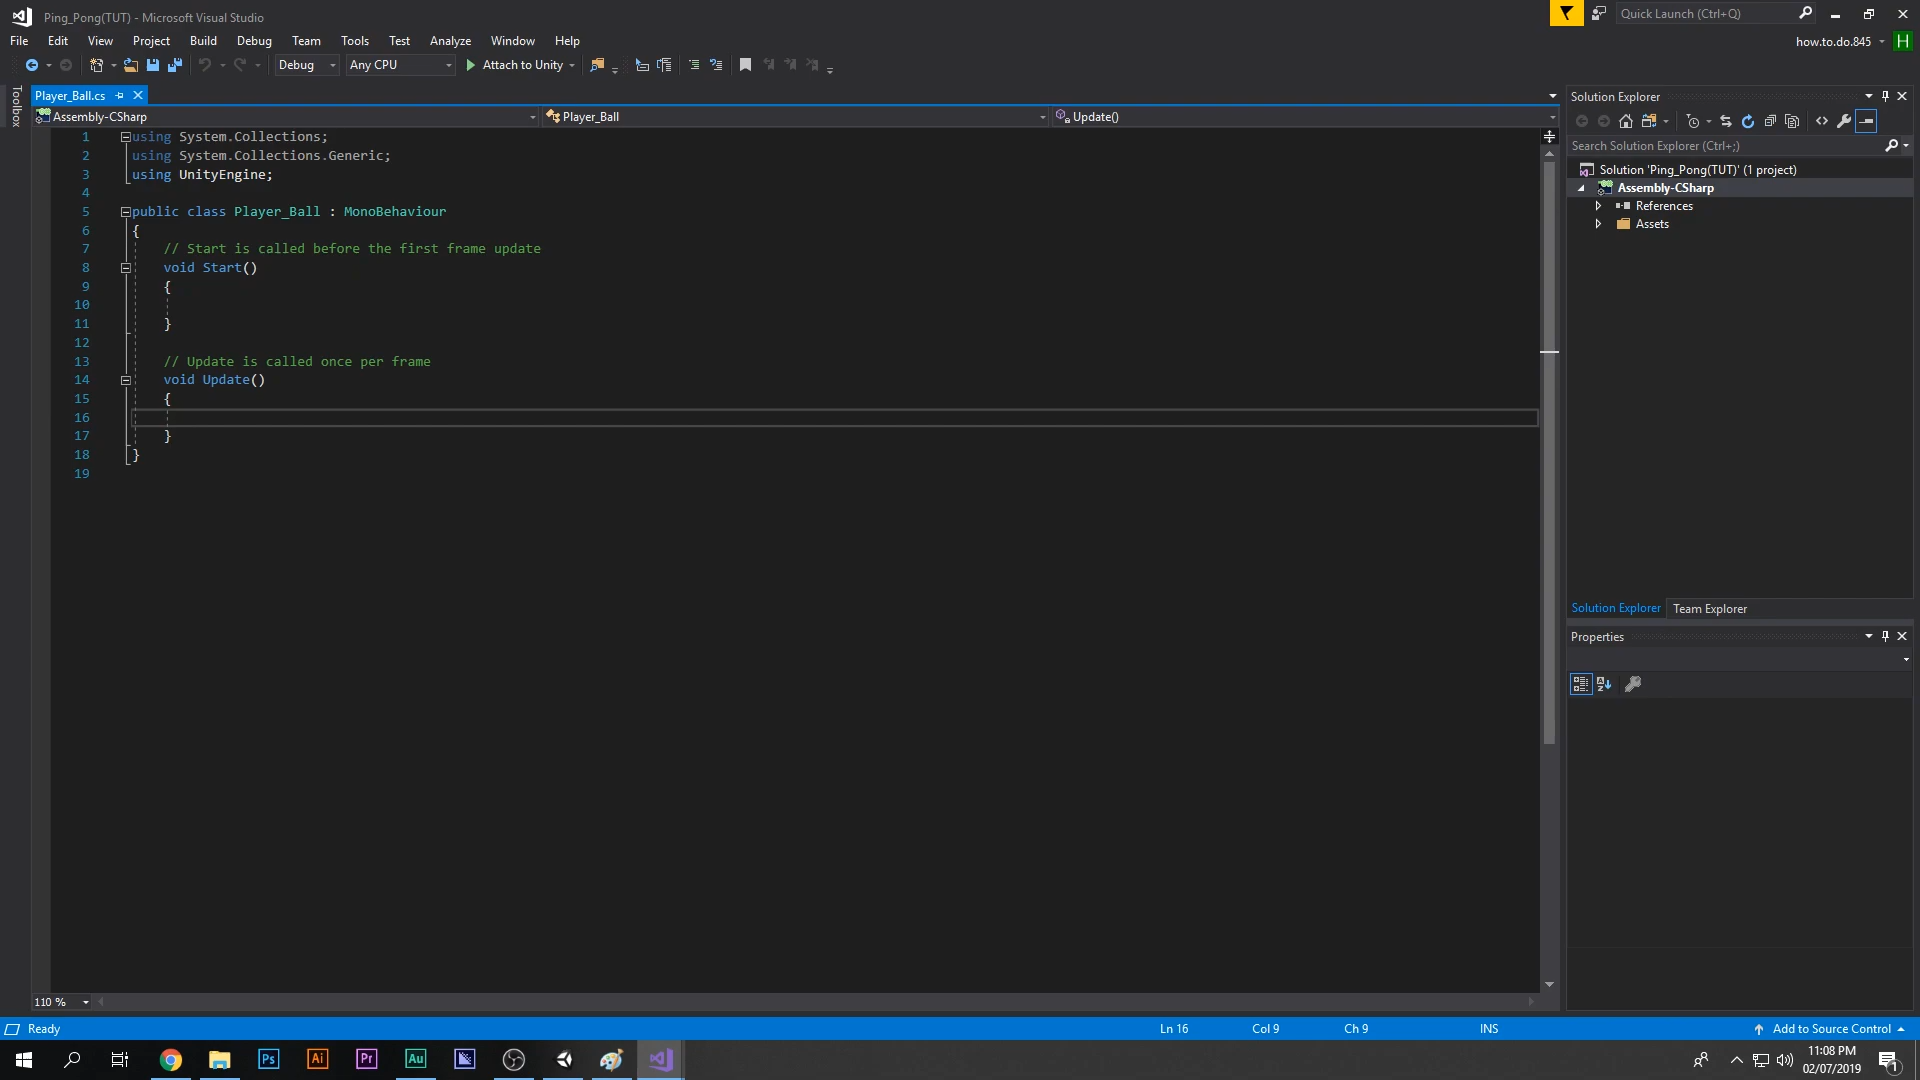 Ping_Pong(TUT) - Microsoft Visual Studio
Quick Launch (Ctrl+Q)
File Edit View Project Build Debug Team Tools Test Analyze Window Help
how.to.do.845 H
Debug Any CPU Attach to Unity
Toolbox
Player_Ball.cs
Assembly-CSharp Player_Ball Update()
1 using System.Collections;
2 using System.Collections.Generic;
3 using UnityEngine;
4
5 public class Player_Ball : MonoBehaviour
6 {
7 // Start is called before the first frame update
8 void Start()
9 {
10
11 }
12
13 // Update is called once per frame
14 void Update()
15 {
16
17 }
18 }
19
110 %
Solution Explorer
Search Solution Explorer (Ctrl+;)
Solution 'Ping_Pong(TUT)' (1 project)
Assembly-CSharp
References
Assets
Solution Explorer Team Explorer
Properties
Ready Ln 16 Col 9 Ch 9 INS Add to Source Control
Ps Ai Pr Au
11:08 PM
02/07/2019
1